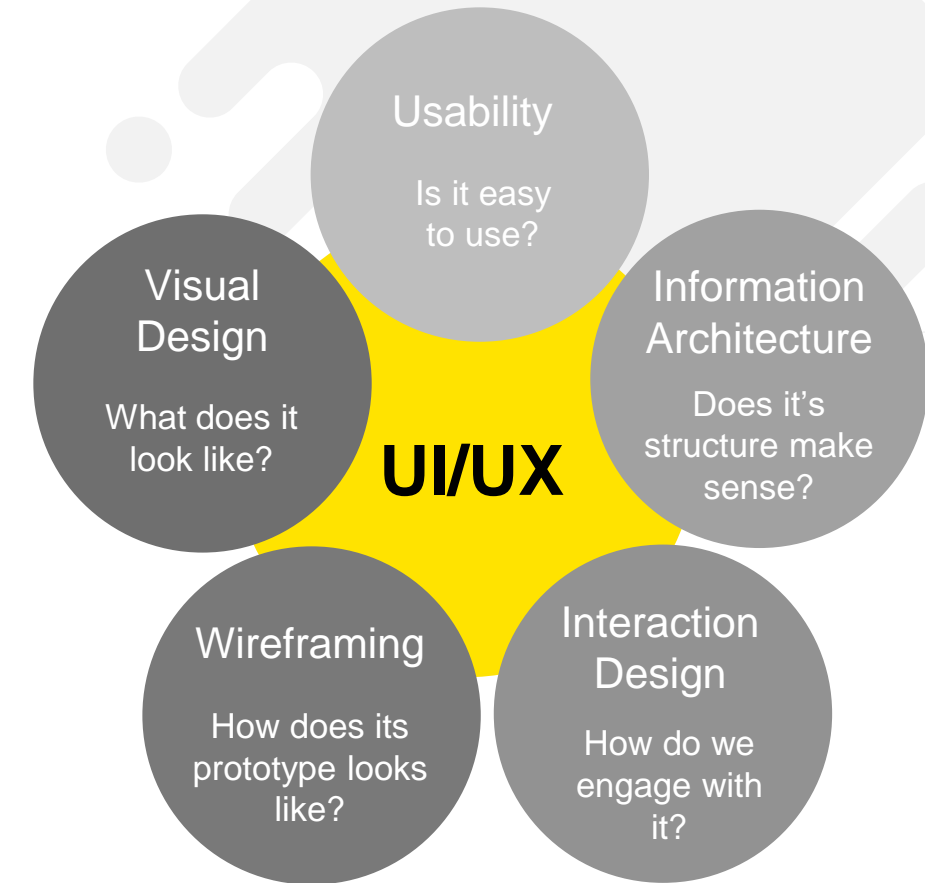 Usability
Is it easy
to use?
Visual
Design
What does it
look like?
Information
Architecture
Does it’s
structure make
sense?
UI/UX
Wireframing
How does its
prototype looks
like?
Interaction
Design
How do we
engage with
it?